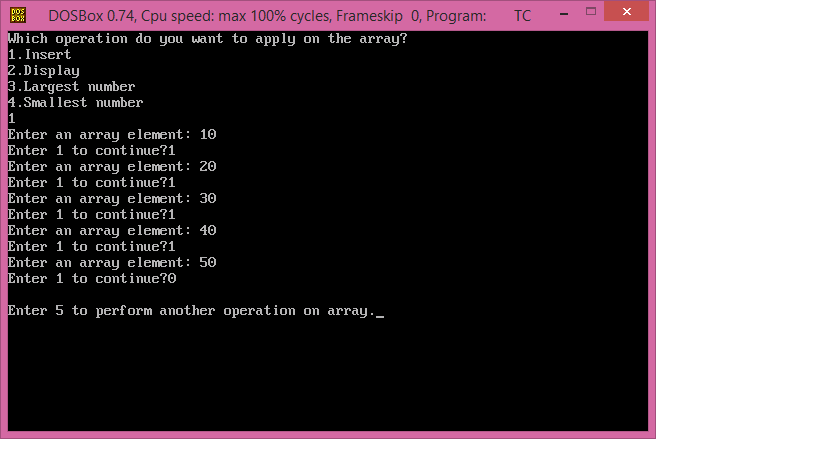 DOS
BOX
DOSBox 0.74, Cpu speed: max 100% cycles, Frameskip 0, Program: TC
Which operation do you want to apply on the array?
1.Insert
2.Display
3.Largest number
4.Smallest number
1
Enter an array element: 10
Enter 1 to continue?1
Enter an array element: 20
Enter 1 to continue?1
Enter an array element: 30
Enter 1 to continue?1
Enter an array element: 40
Enter 1 to continue?1
Enter an array element: 50
Enter 1 to continue?0
Enter 5 to perform another operation on array._